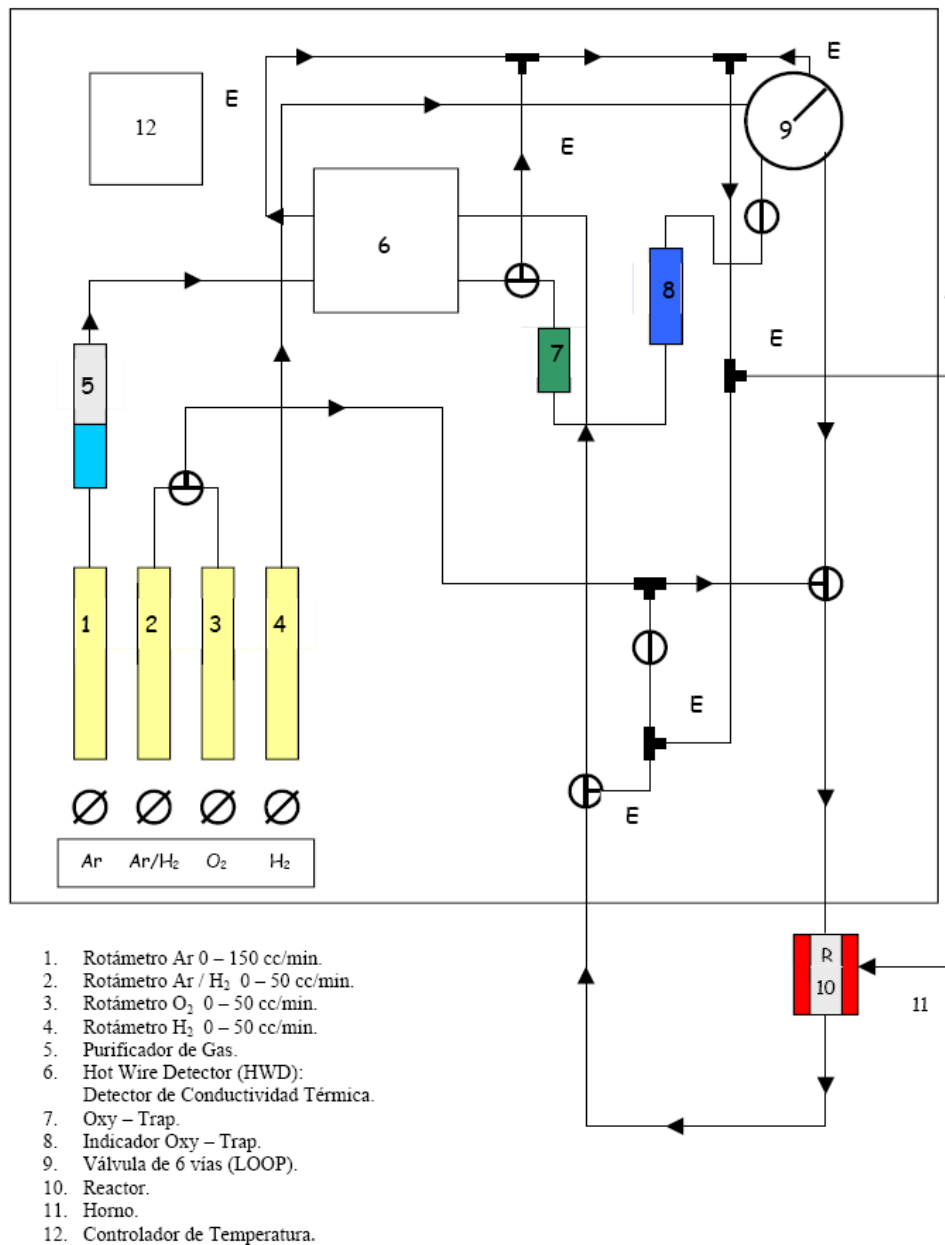 E
E
12
9
E
6
8
E
7
5
1
2
3
4
E
E
Ar Ar/H₂ O₂ H₂
R
10
11
1. Rotámetro Ar 0 – 150 cc/min.
2. Rotámetro Ar / H₂ 0 – 50 cc/min.
3. Rotámetro O₂ 0 – 50 cc/min.
4. Rotámetro H₂ 0 – 50 cc/min.
5. Purificador de Gas.
6. Hot Wire Detector (HWD):
Detector de Conductividad Térmica.
7. Oxy – Trap.
8. Indicador Oxy – Trap.
9. Válvula de 6 vías (LOOP).
10. Reactor.
11. Horno.
12. Controlador de Temperatura.